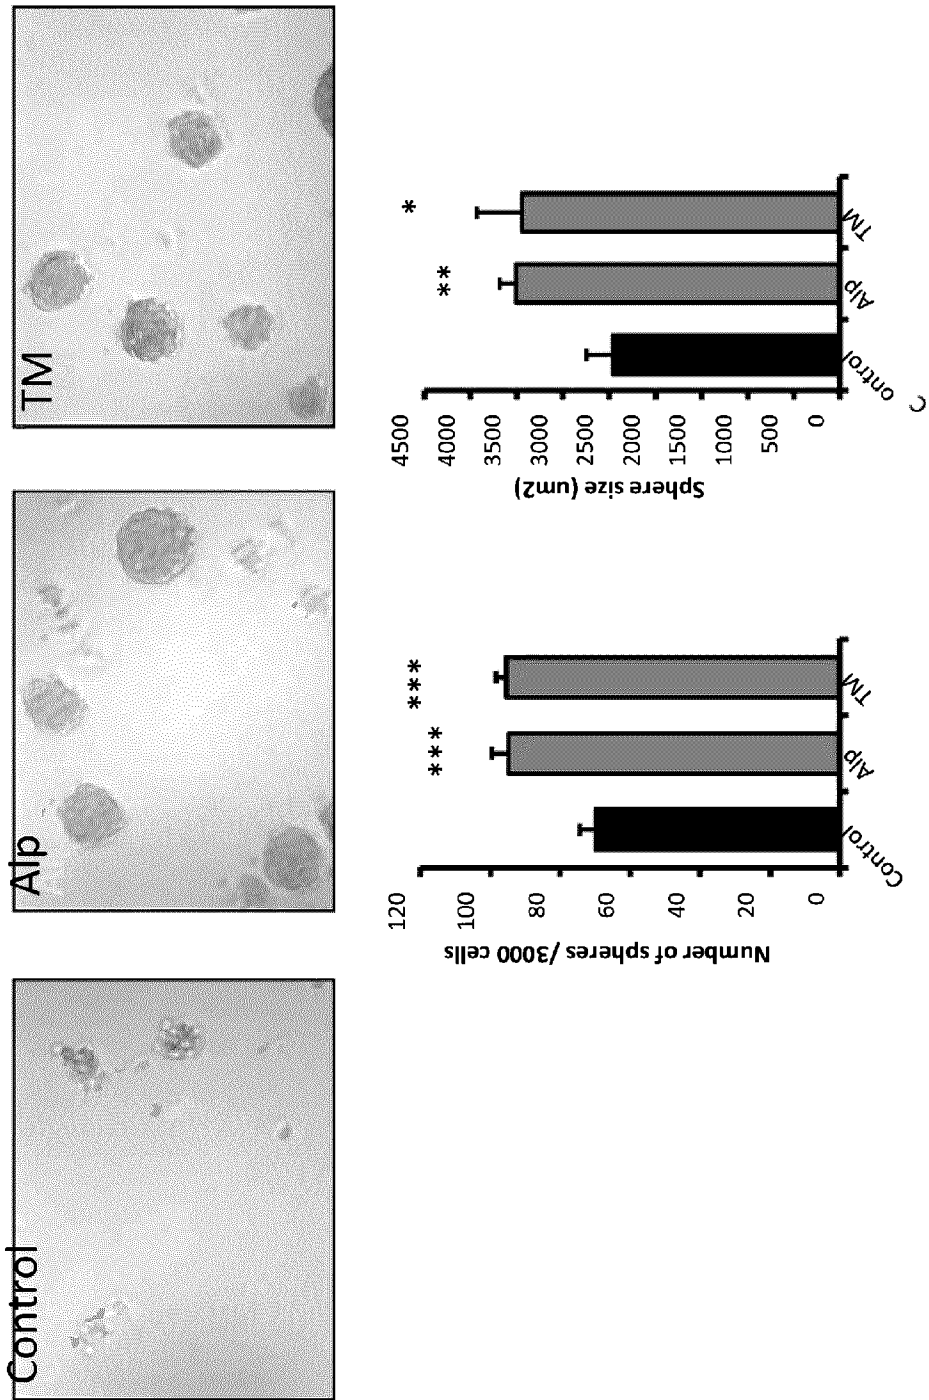 Control
Alp
TM
Number of spheres /3000 cells
120
100
80
60
40
20
0
Control
Alp
TM
***
***
Sphere size (um2)
4500
4000
3500
3000
2500
2000
1500
1000
500
0
Control
Alp
TM
**
*